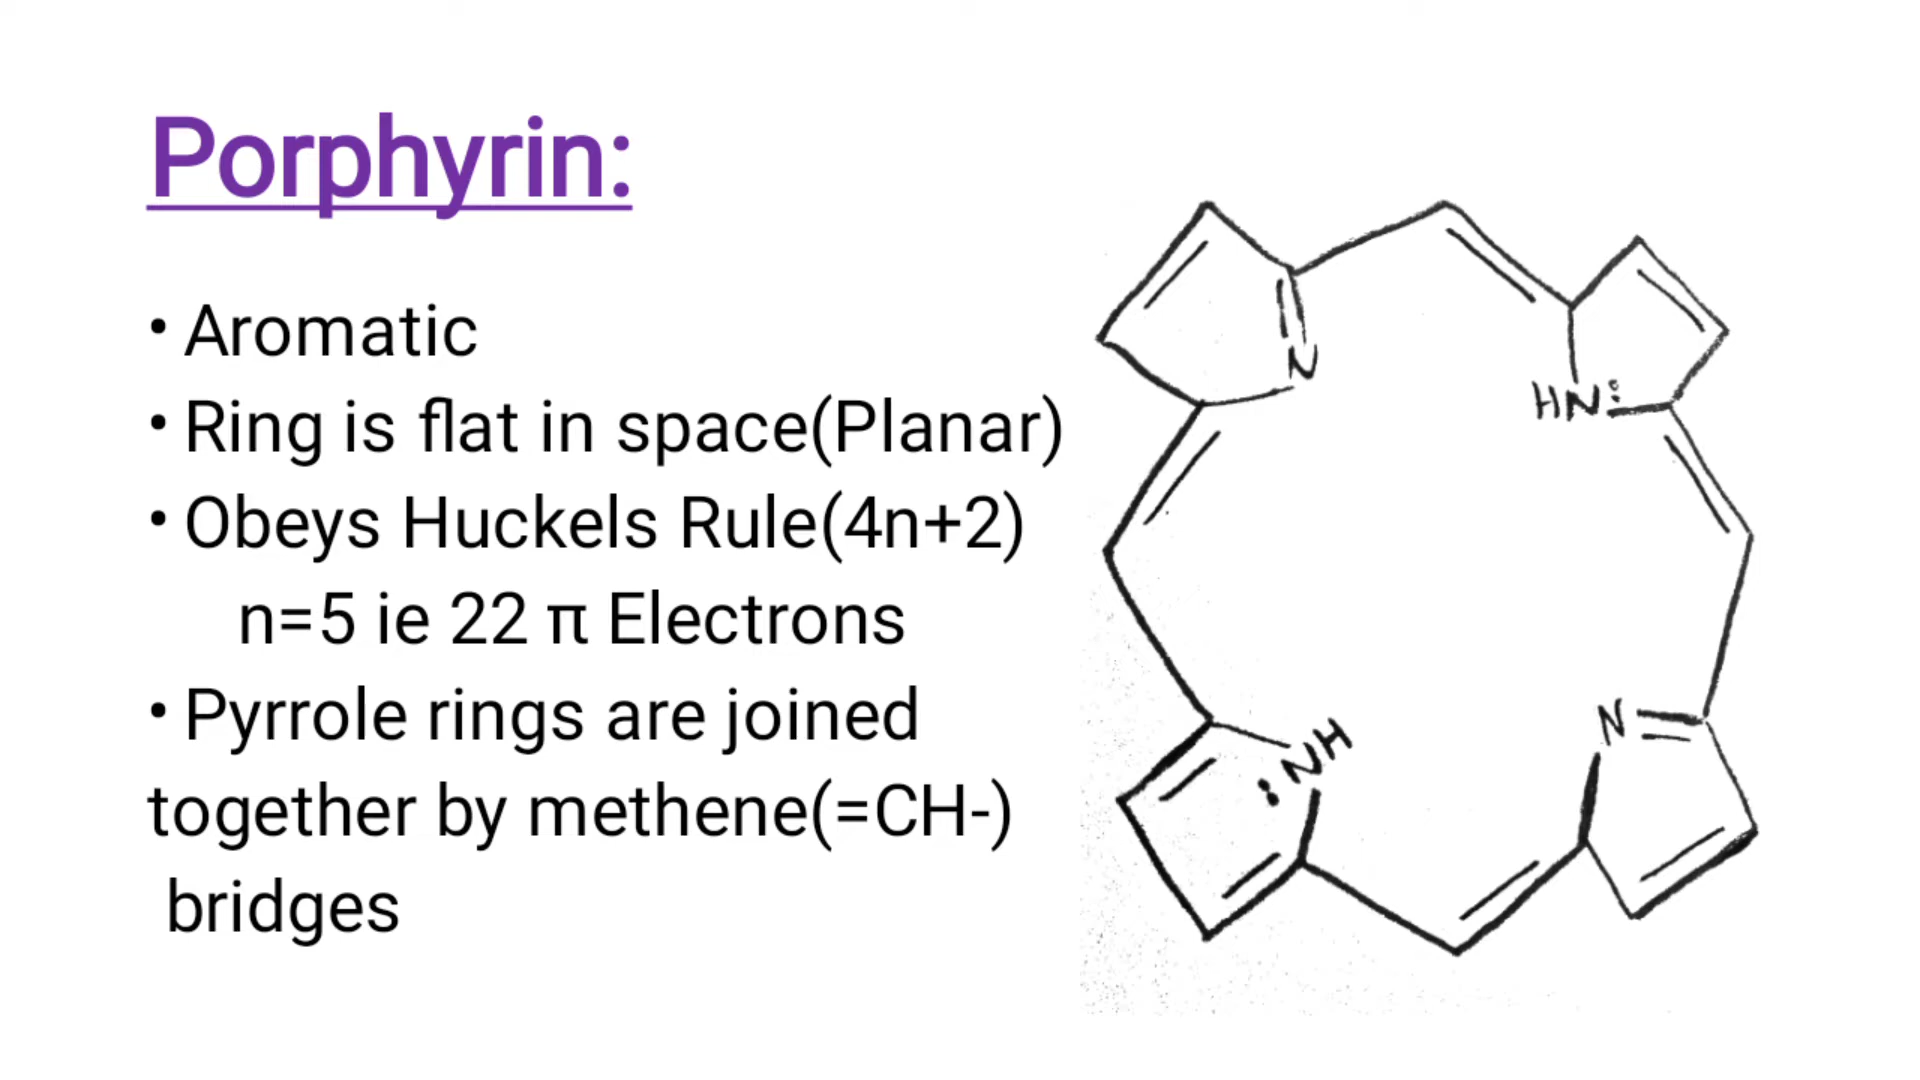 Porphyrin:
• Aromatic
• Ring is flat in space(Planar)
• Obeys Huckels Rule(4n+2)
n=5 ie 22 π Electrons
• Pyrrole rings are joined
together by methene(=CH-)
bridges
N
HN:
N
:NH